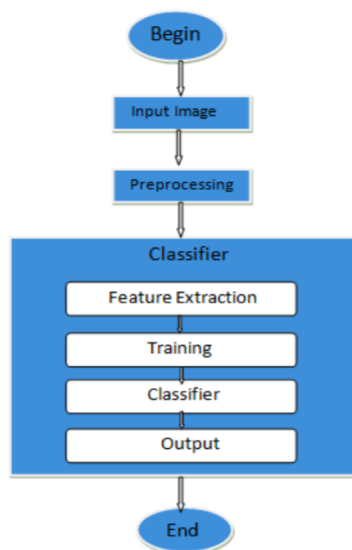 Begin
Input Image
Preprocessing
Classifier
Feature Extraction
Training
Classifier
Output
End